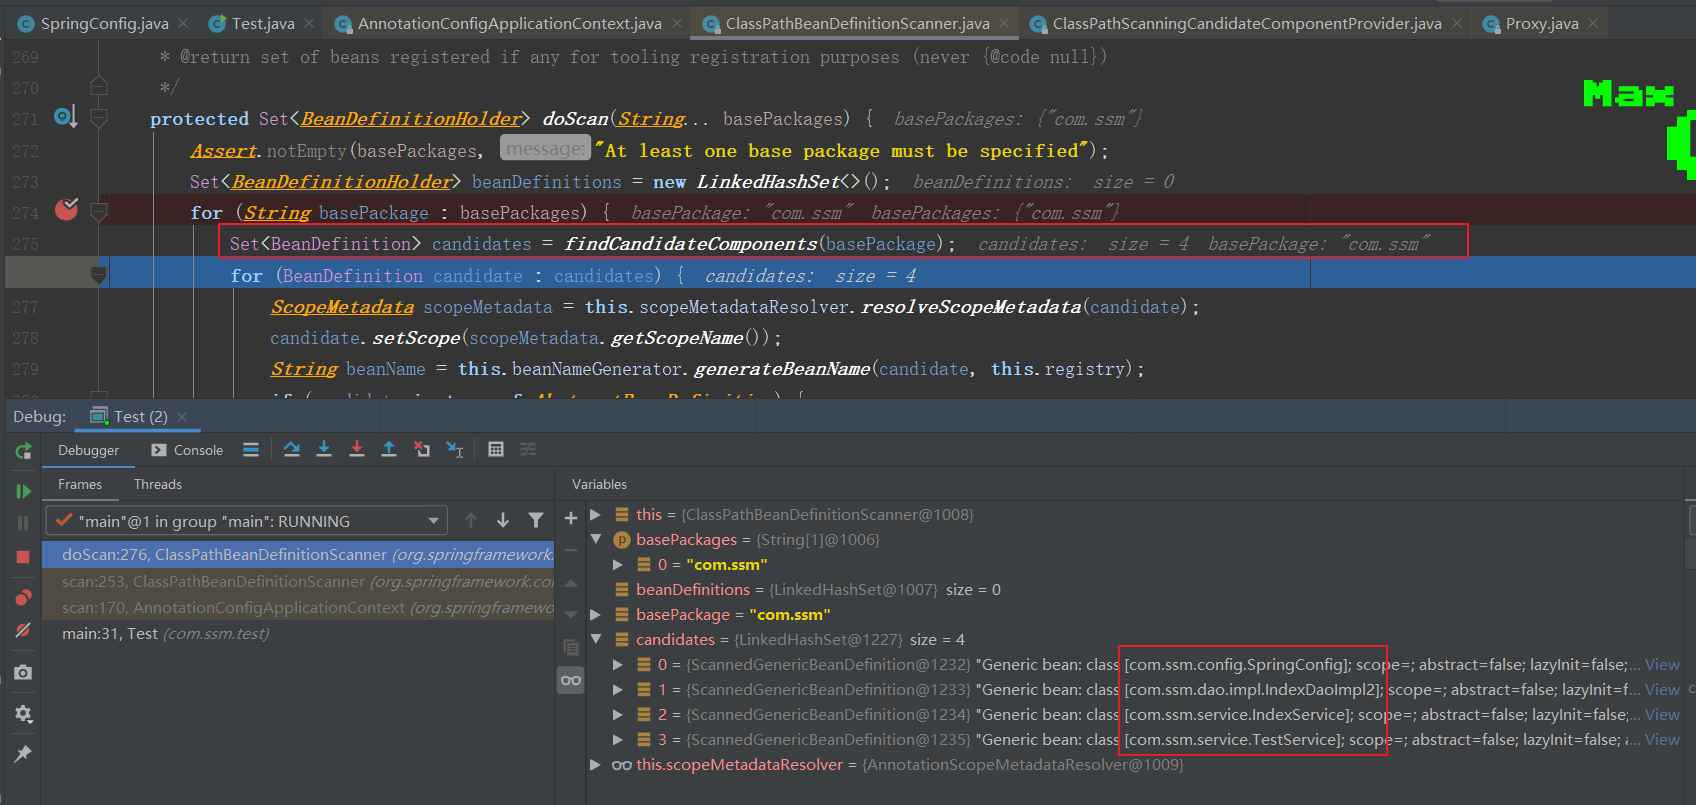 SpringConfig.java × Test.java × AnnotationConfigApplicationContext.java × ClassPathBeanDefinitionScanner.java × ClassPathScanningCandidateComponentProvider.java × Proxy.java ×
269 * @return set of beans registered if any for tooling registration purposes (never {@code null})
270 */
Max
271 protected Set<BeanDefinitionHolder> doScan(String... basePackages) { basePackages: {"com.ssm"}
272 Assert.notEmpty(basePackages, message: "At least one base package must be specified");
273 Set<BeanDefinitionHolder> beanDefinitions = new LinkedHashSet<>(); beanDefinitions: size = 0
274 for (String basePackage : basePackages) { basePackage: "com.ssm" basePackages: {"com.ssm"}
275 Set<BeanDefinition> candidates = findCandidateComponents(basePackage); candidates: size = 4 basePackage: "com.ssm"
for (BeanDefinition candidate : candidates) { candidates: size = 4
277 ScopeMetadata scopeMetadata = this.scopeMetadataResolver.resolveScopeMetadata(candidate);
278 candidate.setScope(scopeMetadata.getScopeName());
279 String beanName = this.beanNameGenerator.generateBeanName(candidate, this.registry);
Debug: Test (2) ×
Debugger Console
Frames Threads Variables
"main"@1 in group "main": RUNNING
doScan:276, ClassPathBeanDefinitionScanner (org.springframework.
scan:253, ClassPathBeanDefinitionScanner (org.springframework.con
scan:170, AnnotationConfigApplicationContext (org.springframewo
main:31, Test (com.ssm.test)
this = {ClassPathBeanDefinitionScanner@1008}
basePackages = {String[1]@1006}
0 = "com.ssm"
beanDefinitions = {LinkedHashSet@1007} size = 0
basePackage = "com.ssm"
candidates = {LinkedHashSet@1227} size = 4
0 = {ScannedGenericBeanDefinition@1232} "Generic bean: class [com.ssm.config.SpringConfig]; scope=; abstract=false; lazyInit=false;... View
1 = {ScannedGenericBeanDefinition@1233} "Generic bean: class [com.ssm.dao.impl.IndexDaoImpl2]; scope=; abstract=false; lazyInit=f... View
2 = {ScannedGenericBeanDefinition@1234} "Generic bean: class [com.ssm.service.IndexService]; scope=; abstract=false; lazyInit=false;... View
3 = {ScannedGenericBeanDefinition@1235} "Generic bean: class [com.ssm.service.TestService]; scope=; abstract=false; lazyInit=false; a... View
this.scopeMetadataResolver = {AnnotationScopeMetadataResolver@1009}